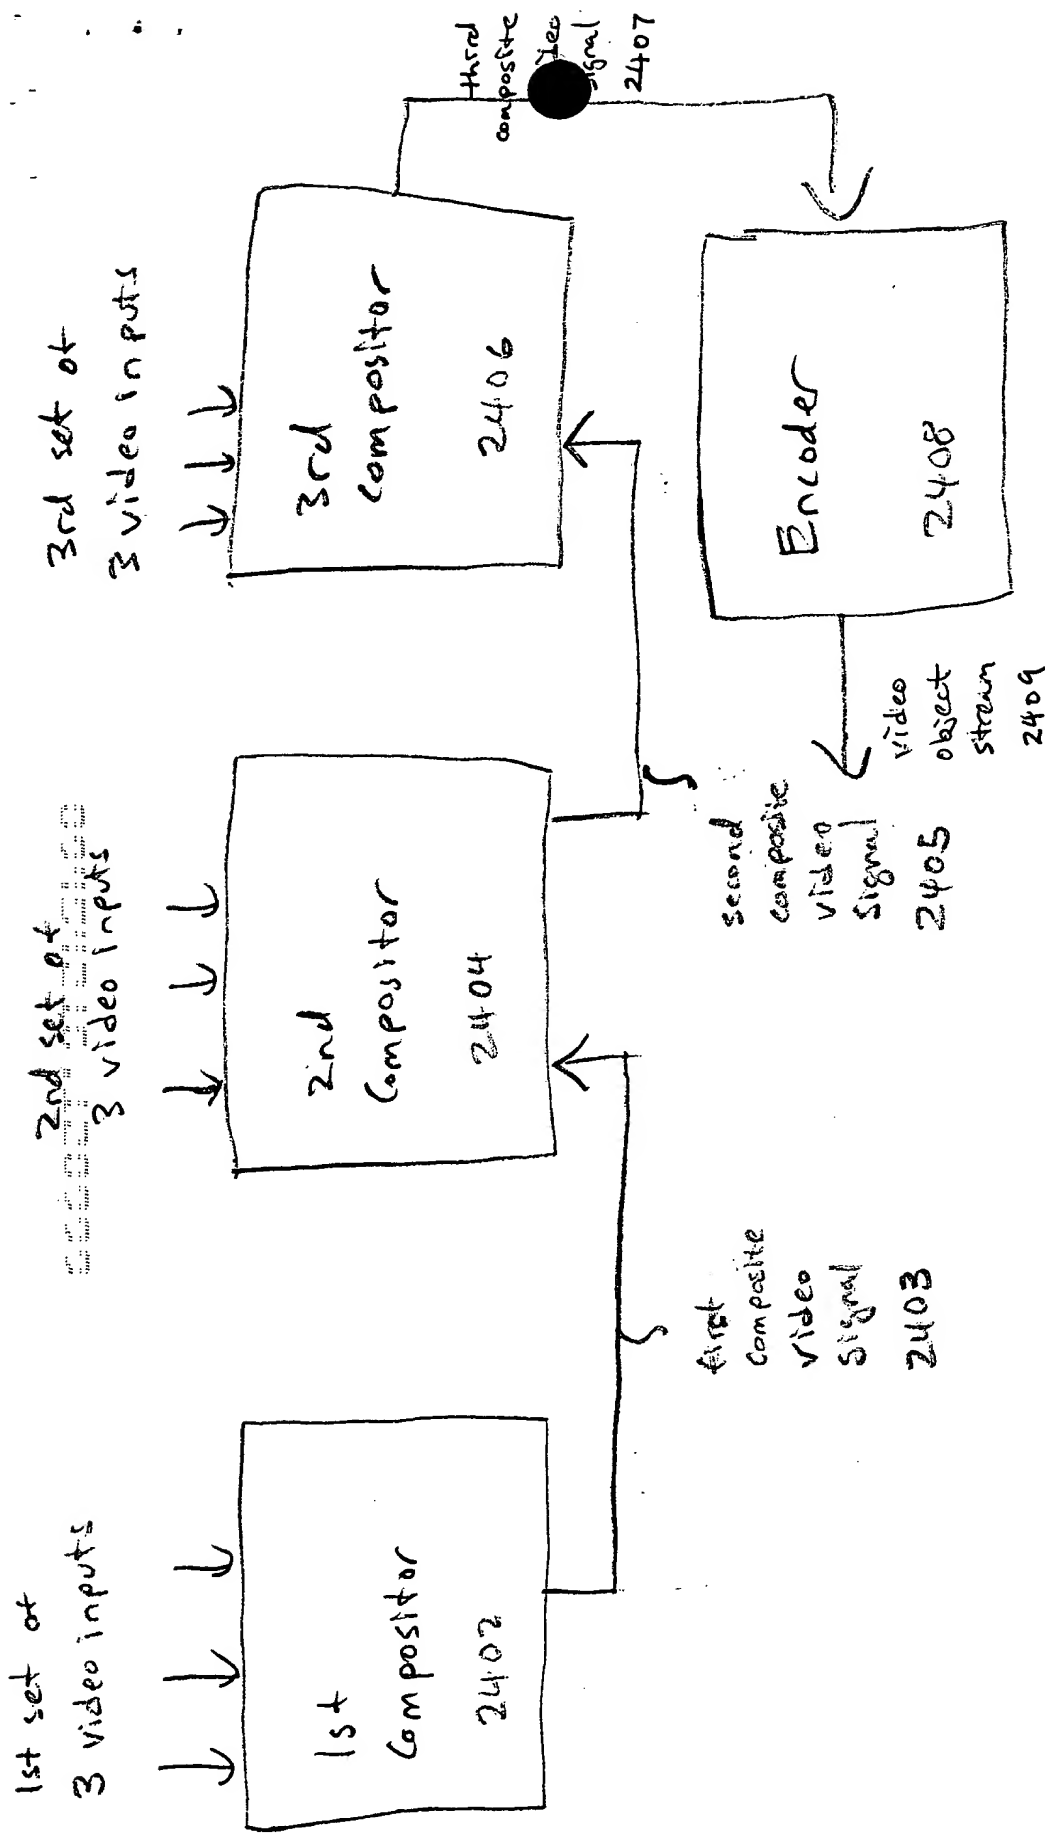 1st set of
3 video inputs
1st
Compositor
2402
first
composite
video
signal
2403
2nd set of
3 video inputs
2nd
Compositor
2404
second
composite
video
signal
2405
3rd set of
3 video inputs
3rd
Compositor
2406
third
composite
signal
2407
Encoder
2408
video
object
stream
2409